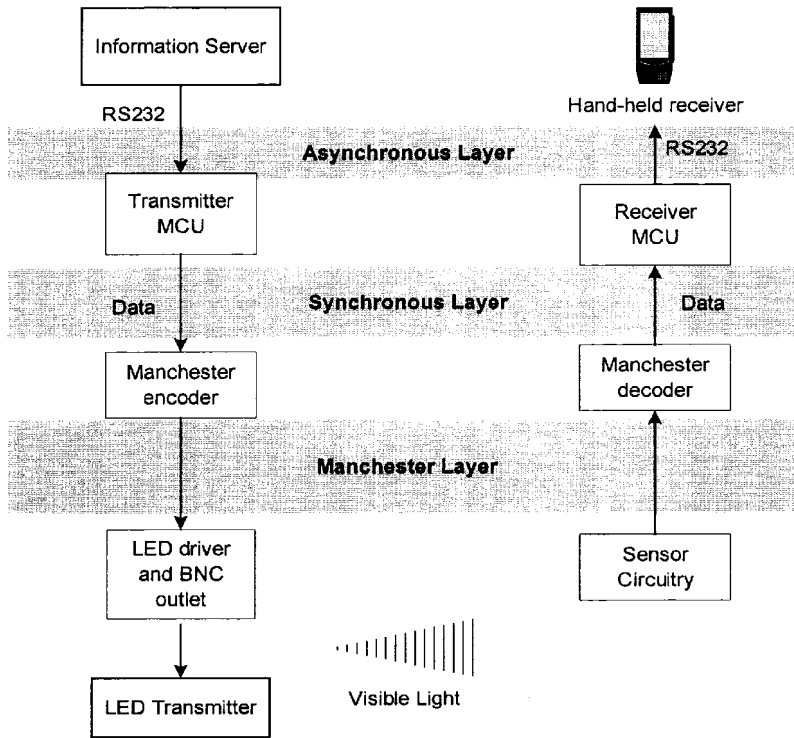 Information Server
Hand-held receiver
RS232
Asynchronous Layer
RS232
Transmitter
MCU
Receiver
MCU
Data
Synchronous Layer
Data
Manchester
encoder
Manchester
decoder
Manchester Layer
LED driver
and BNC
outlet
Sensor
Circuitry
LED Transmitter
Visible Light